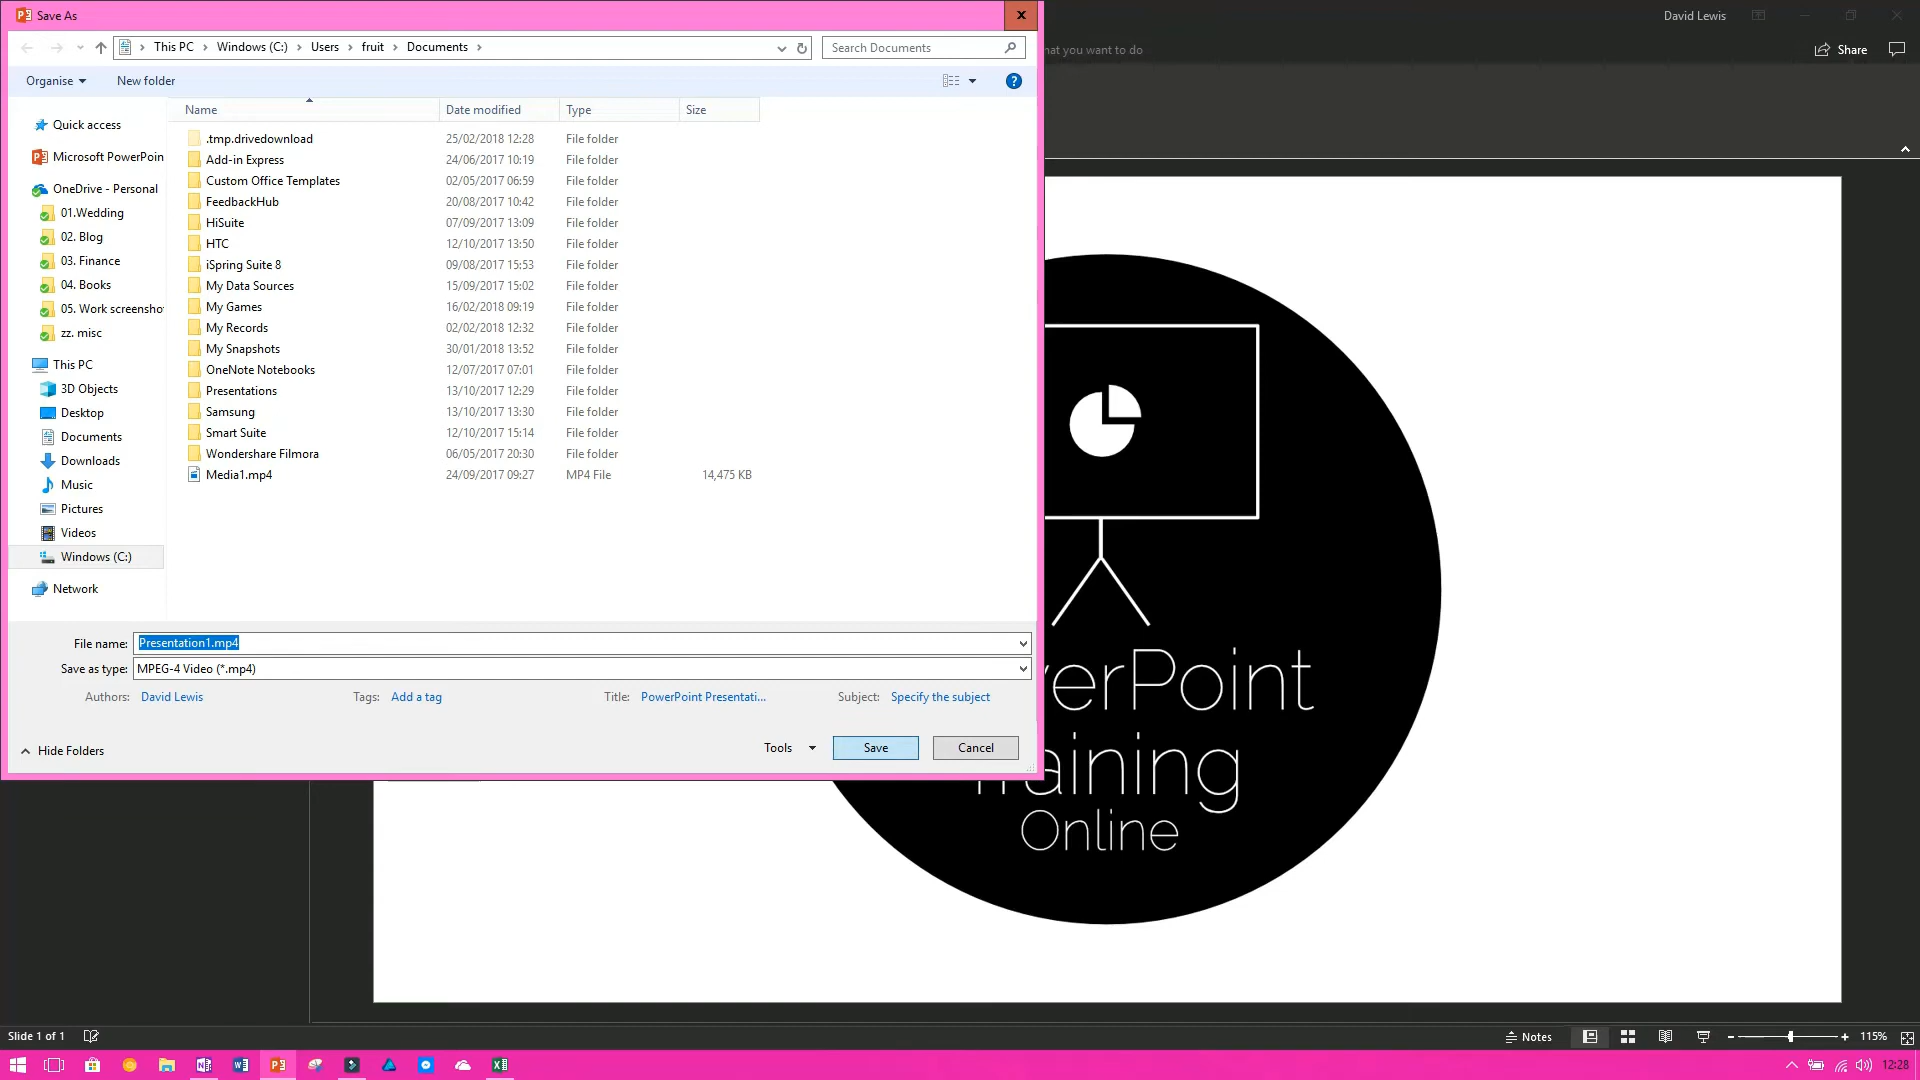 Save As
David Lewis
This PC > Windows (C:) > Users > fruit > Documents >
Search Documents
hat you want to do
Share
Organise
New folder
Name
Date modified
Type
Size
Quick access
Microsoft PowerPoin
OneDrive - Personal
01.Wedding
02. Blog
03. Finance
04. Books
05. Work screensho
zz. misc
This PC
3D Objects
Desktop
Documents
Downloads
Music
Pictures
Videos
Windows (C:)
Network
.tmp.drivedownload 25/02/2018 12:28 File folder
Add-in Express 24/06/2017 10:19 File folder
Custom Office Templates 02/05/2017 06:59 File folder
FeedbackHub 20/08/2017 10:42 File folder
HiSuite 07/09/2017 13:09 File folder
HTC 12/10/2017 13:50 File folder
iSpring Suite 8 09/08/2017 15:53 File folder
My Data Sources 15/09/2017 15:02 File folder
My Games 16/02/2018 09:19 File folder
My Records 02/02/2018 12:32 File folder
My Snapshots 30/01/2018 13:52 File folder
OneNote Notebooks 12/07/2017 07:01 File folder
Presentations 13/10/2017 12:29 File folder
Samsung 13/10/2017 13:30 File folder
Smart Suite 12/10/2017 15:14 File folder
Wondershare Filmora 06/05/2017 20:30 File folder
Media1.mp4 24/09/2017 09:27 MP4 File 14,475 KB
File name: Presentation1.mp4
Save as type: MPEG-4 Video (*.mp4)
Authors: David Lewis Tags: Add a tag Title: PowerPoint Presentati... Subject: Specify the subject
Hide Folders
Tools
Save
Cancel
erPoint
Training
Online
Slide 1 of 1
Notes
115%
12:28